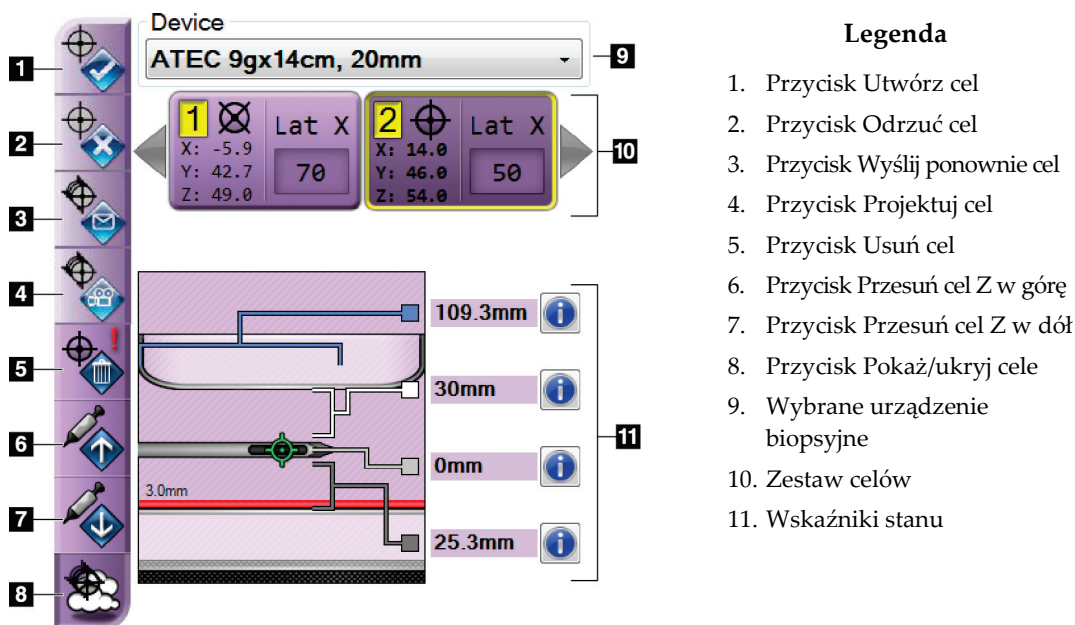 Device
ATEC 9gx14cm, 20mm
1
2
3
4
5
6
7
8
9
10
11
1
Lat X
X: -5.9
Y: 42.7
Z: 49.0
70
2
Lat X
X: 14.0
Y: 46.0
Z: 54.0
50
!
109.3mm
30mm
0mm
3.0mm
25.3mm
Legenda
1. Przycisk Utwórz cel
2. Przycisk Odrzuć cel
3. Przycisk Wyślij ponownie cel
4. Przycisk Projektuj cel
5. Przycisk Usuń cel
6. Przycisk Przesuń cel Z w górę
7. Przycisk Przesuń cel Z w dół
8. Przycisk Pokaż/ukryj cele
9. Wybrane urządzenie
biopsyjne
10. Zestaw celów
11. Wskaźniki stanu